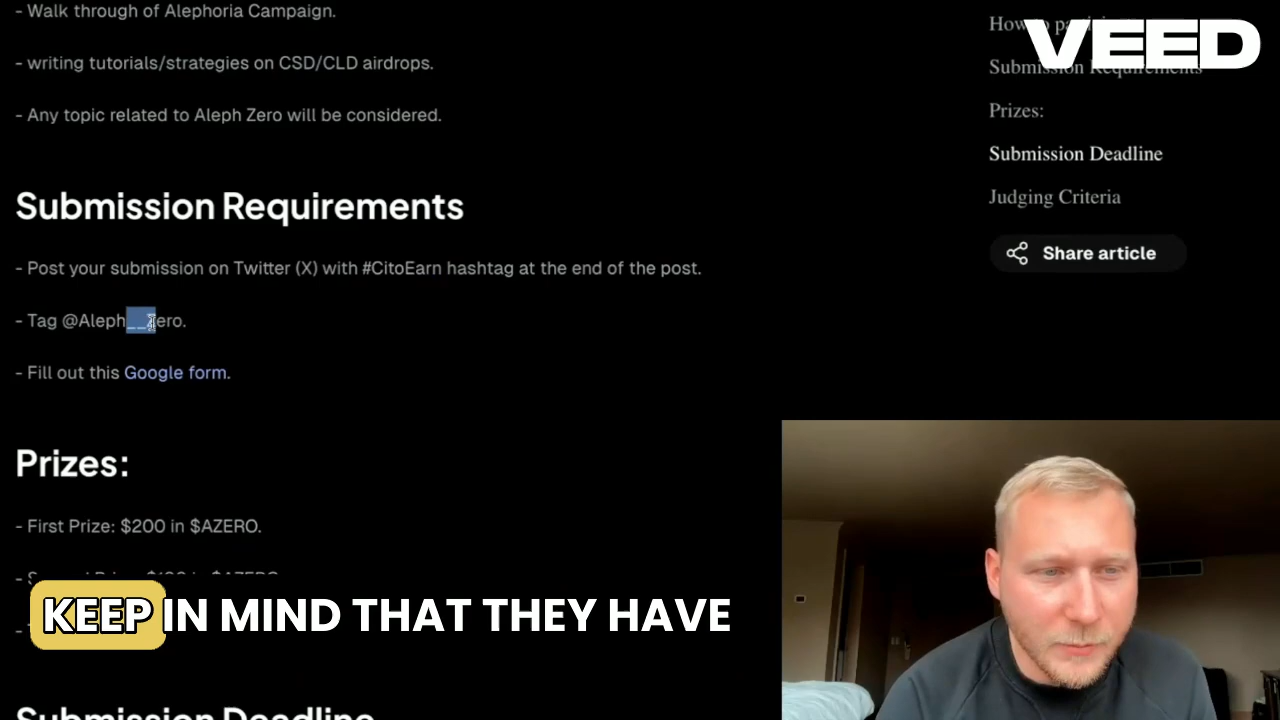 - Walk through of Alephoria Campaign.
- writing tutorials/strategies on CSD/CLD airdrops.
- Any topic related to Aleph Zero will be considered.
Submission Requirements
- Post your submission on Twitter (X) with #CitoEarn hashtag at the end of the post.
- Tag @Aleph__Zero.
- Fill out this Google form.
Prizes:
- First Prize: $200 in $AZERO.
KEEP IN MIND THAT THEY HAVE
Submission Deadline
VEED
Submission Requirements
Prizes:
Submission Deadline
Judging Criteria
Share article